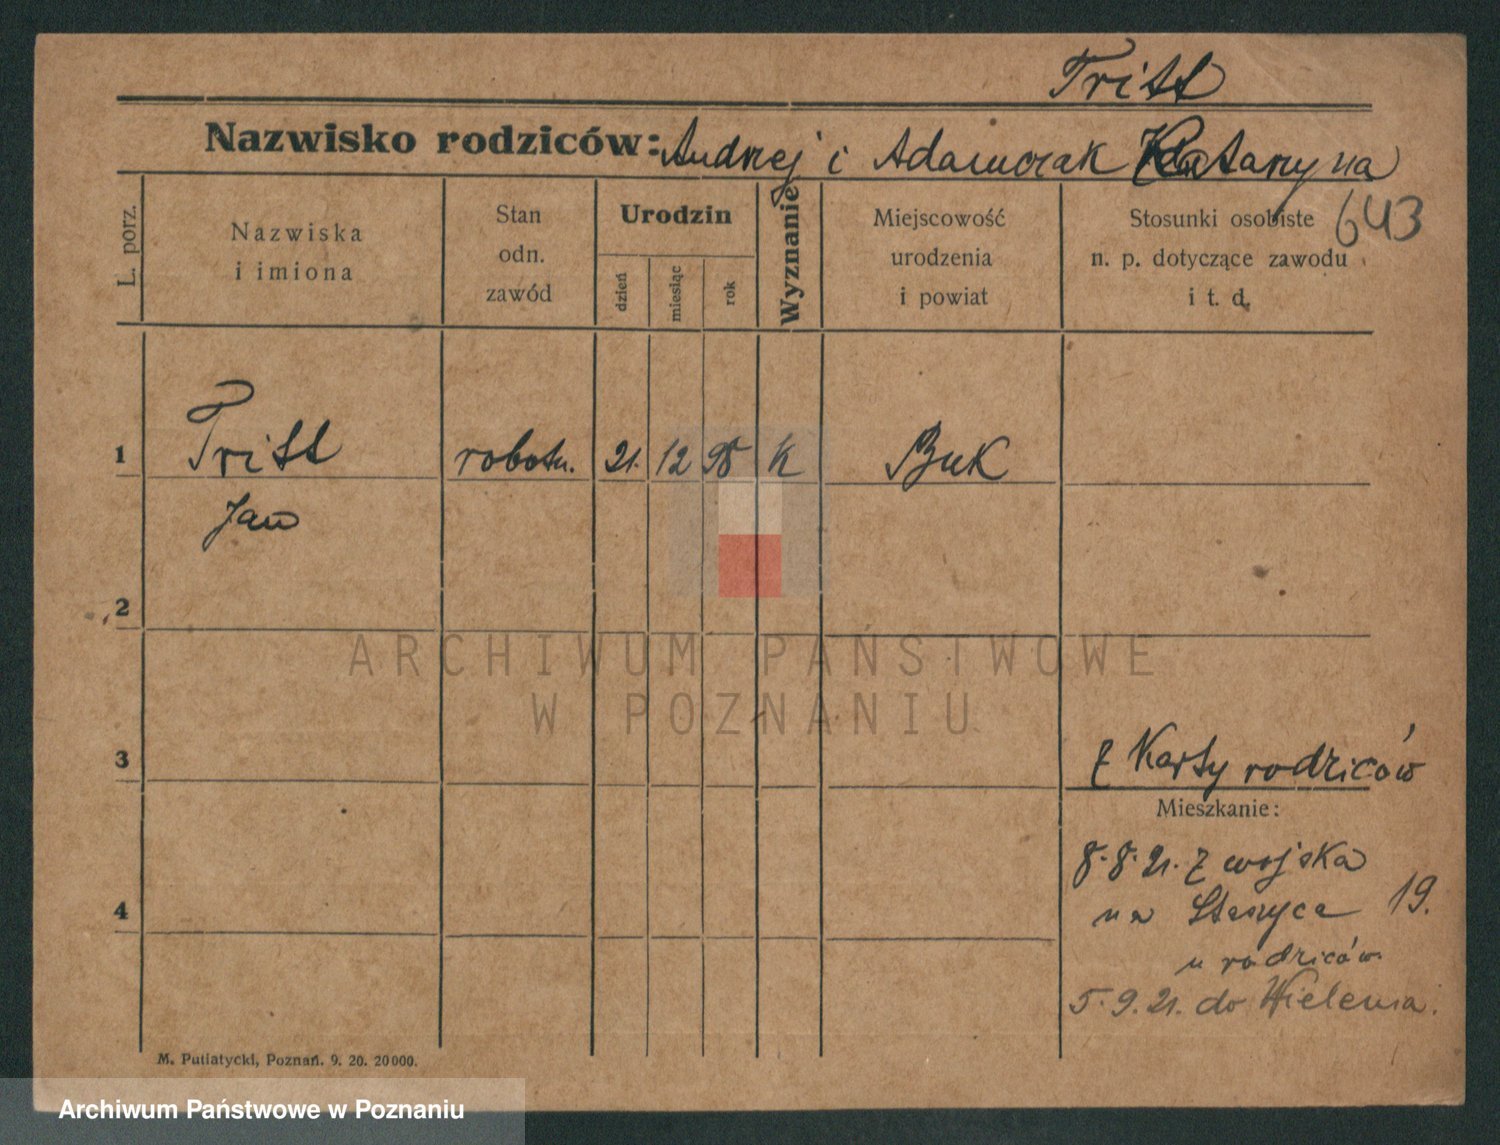 Tritt
Nazwisko rodziców: Andrzej i Adamczak Katarzyna
643
L. porz.
Nazwiska
i imiona
Stan
odn.
zawód
Urodzin
dzień
miesiąc
rok
Wyznanie
Miejscowość
urodzenia
i powiat
Stosunki osobiste
n. p. dotyczące zawodu
i t. d.
1 Tritt robotn. 21. 12 98 K Buk
Jan
2
3
Z Karty rodziców
Mieszkanie:
8.8.21. z wojska
4
na 19.
u rodziców
5.9.21. do Wielenia.
M. Putiatycki, Poznań. 9. 20. 20000.
ARCHIWUM PAŃSTWOWE
W POZNANIU
Archiwum Państwowe w Poznaniu